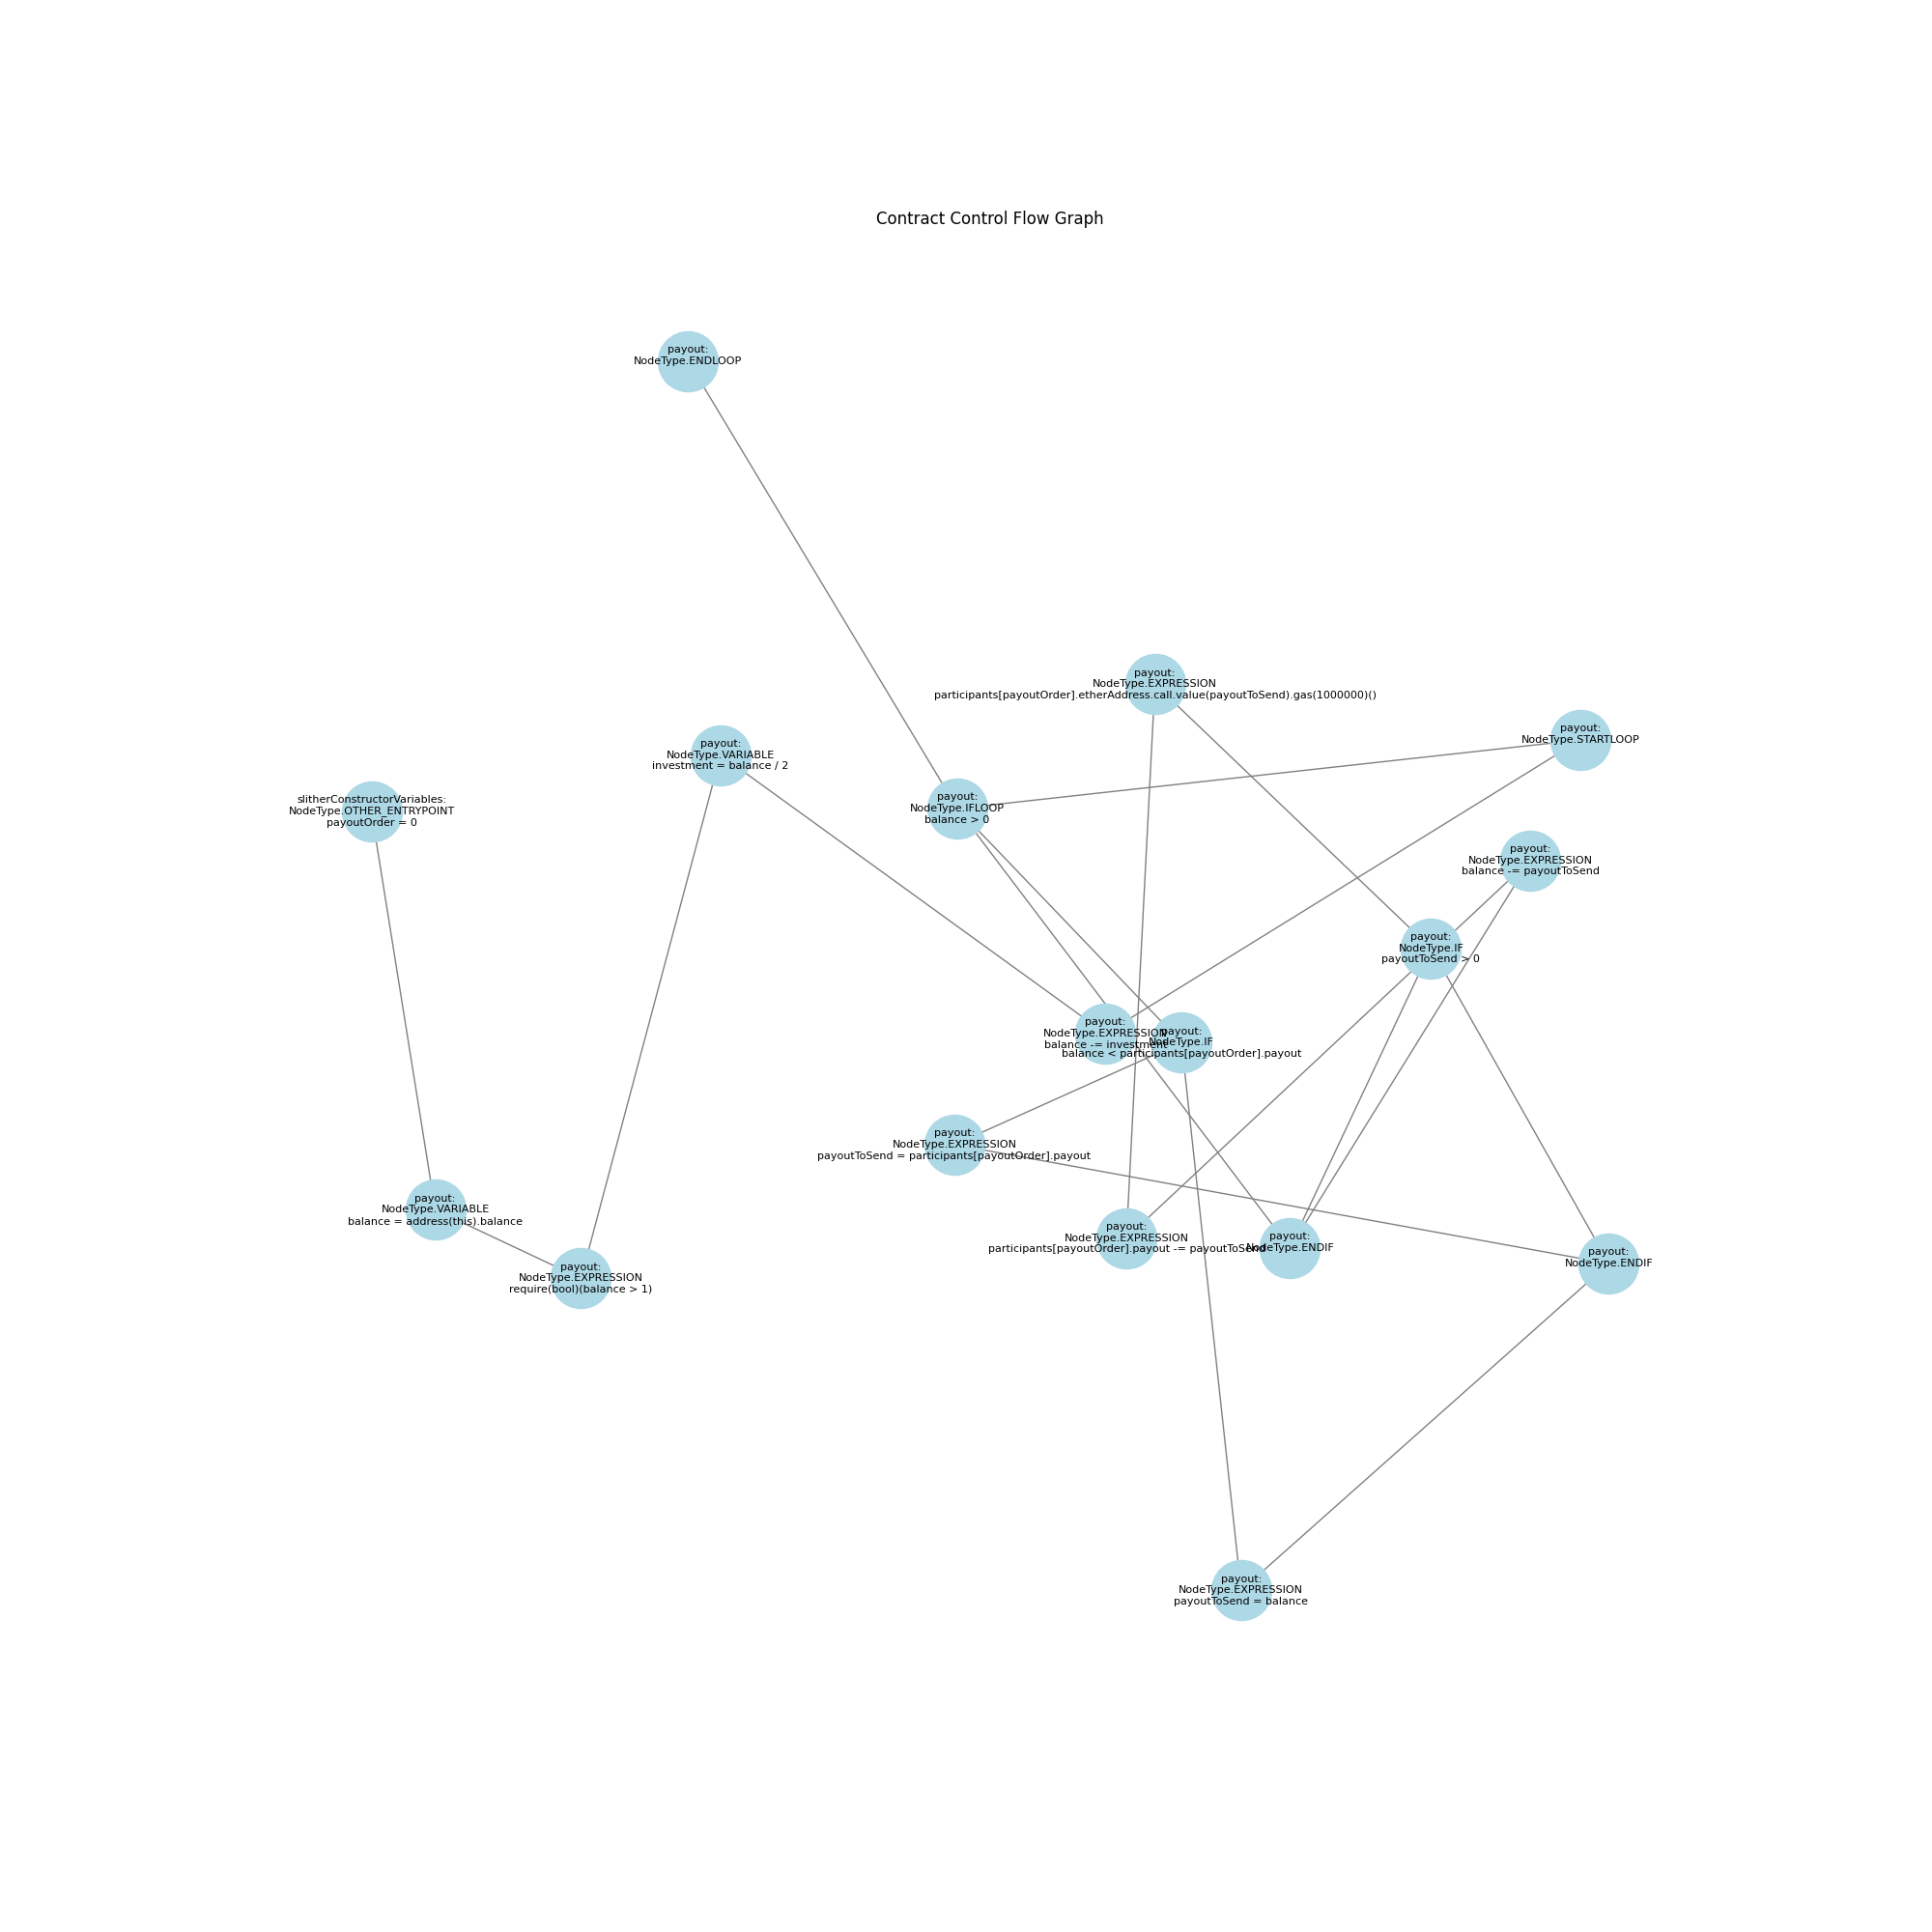 Contract Control Flow Graph
payout:
NodeType.ENDLOOP
payout:
NodeType.EXPRESSION
participants[payoutOrder].etherAddress.call.value(payoutToSend).gas(1000000)()
payout:
NodeType.STARTLOOP
payout:
NodeType.VARIABLE
investment = balance / 2
slitherConstructorVariables:
NodeType.OTHER_ENTRYPOINT
payoutOrder = 0
payout:
NodeType.IFLOOP
balance > 0
payout:
NodeType.EXPRESSION
balance -= payoutToSend
payout:
NodeType.IF
payoutToSend > 0
payout:
NodeType.EXPRESSION
balance -= investment
payout:
NodeType.IF
balance < participants[payoutOrder].payout
payout:
NodeType.EXPRESSION
payoutToSend = participants[payoutOrder].payout
payout:
NodeType.VARIABLE
balance = address(this).balance
payout:
NodeType.EXPRESSION
participants[payoutOrder].payout -= payoutToSend
payout:
NodeType.ENDIF
payout:
NodeType.ENDIF
payout:
NodeType.EXPRESSION
require(bool)(balance > 1)
payout:
NodeType.EXPRESSION
payoutToSend = balance